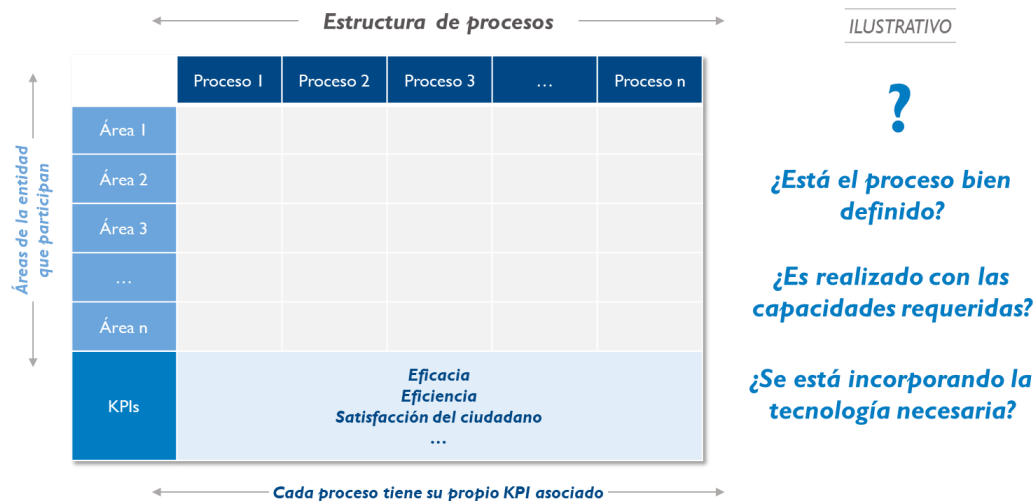 Estructura de procesos
ILUSTRATIVO
Proceso 1
Proceso 2
Proceso 3
…
Proceso n
Áreas de la entidad
que participan
Área 1
Área 2
Área 3
…
Área n
KPIs
Eficacia
Eficiencia
Satisfacción del ciudadano
…
Cada proceso tiene su propio KPI asociado
?
¿Está el proceso bien
definido?
¿Es realizado con las
capacidades requeridas?
¿Se está incorporando la
tecnología necesaria?